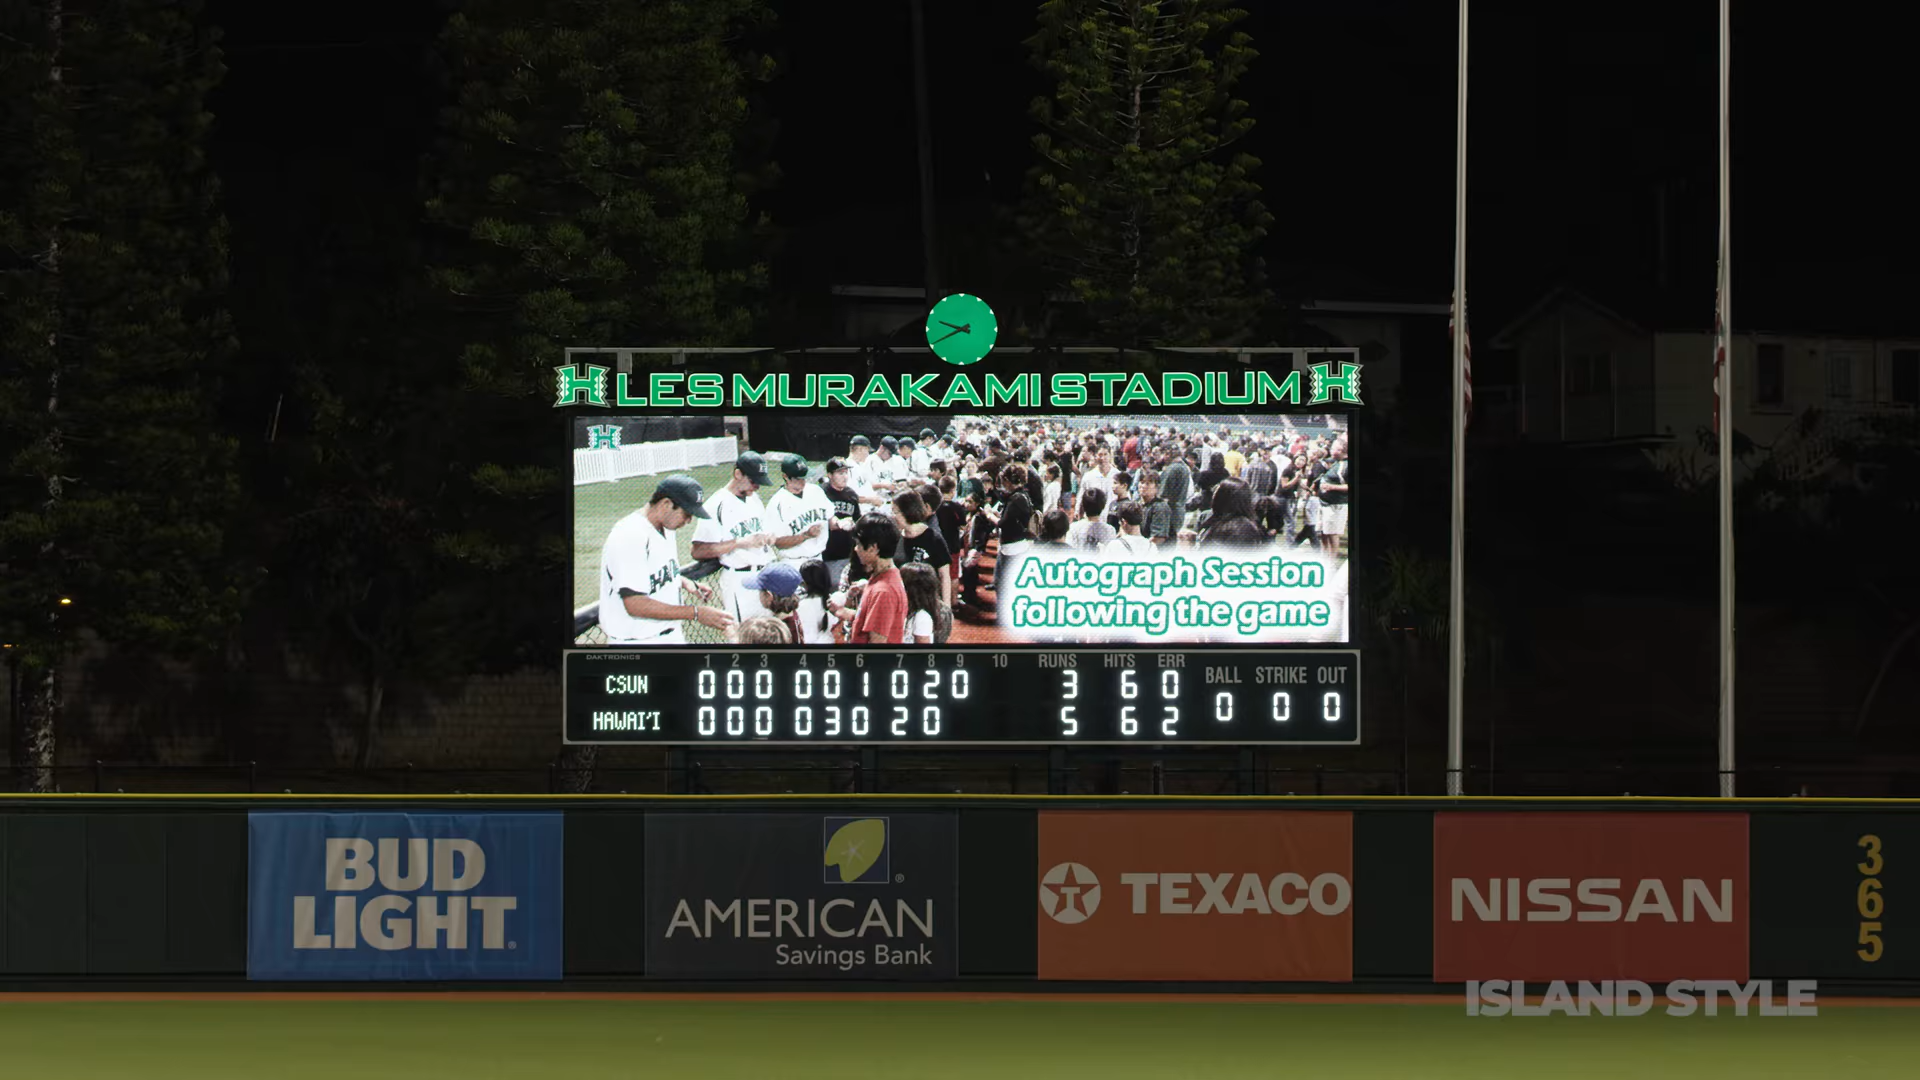 H LES MURAKAMI STADIUM H
H
HAWAI
Autograph Session
following the game
DAKTRONICS 1 2 3 4 5 6 7 8 9 10 RUNS HITS ERR
BALL STRIKE OUT
CSUN 0 0 0 0 0 1 0 2 0 3 6 0
0 0 0
HAWAI'I 0 0 0 0 3 0 2 0 5 6 2
BUD
LIGHT
AMERICAN
Savings Bank
TEXACO
NISSAN
365
ISLAND STYLE